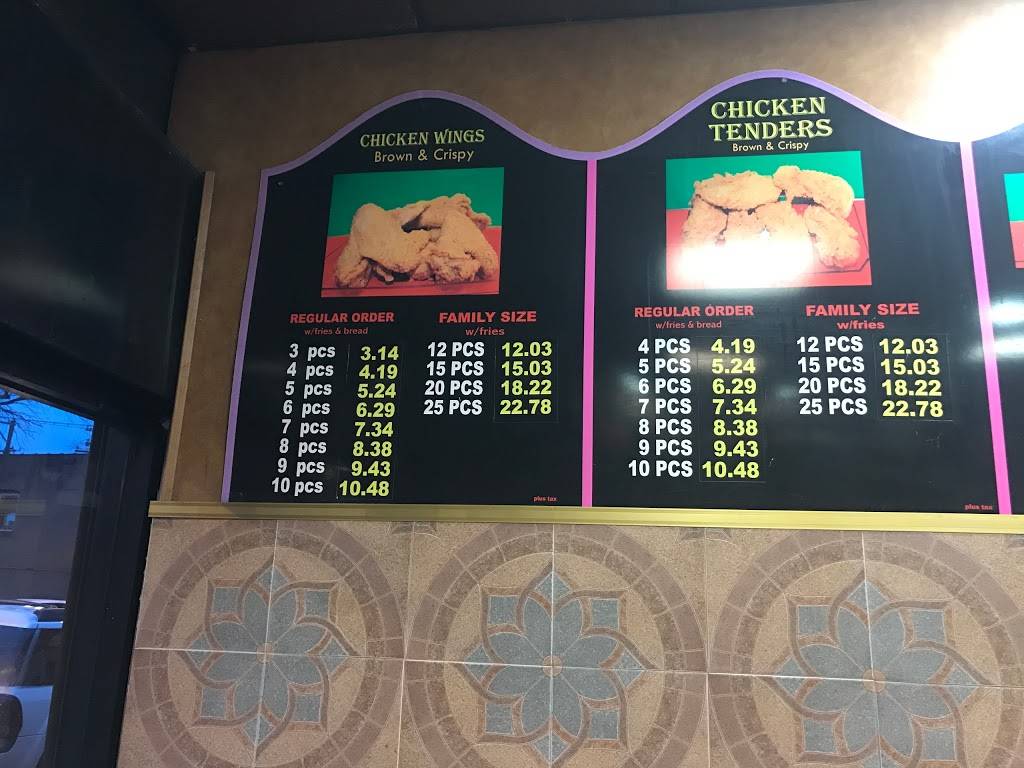 CHICKEN WINGS
Brown & Crispy
REGULAR ORDER
w/fries & bread
3 pcs 3.14
4 pcs 4.19
5 pcs 5.24
6 pcs 6.29
7 pcs 7.34
8 pcs 8.38
9 pcs 9.43
10 pcs 10.48
FAMILY SIZE
w/fries
12 PCS 12.03
15 PCS 15.03
20 PCS 18.22
25 PCS 22.78
plus tax
CHICKEN
TENDERS
Brown & Crispy
REGULAR ORDER
w/fries & bread
4 PCS 4.19
5 PCS 5.24
6 PCS 6.29
7 PCS 7.34
8 PCS 8.38
9 PCS 9.43
10 PCS 10.48
FAMILY SIZE
w/fries
12 PCS 12.03
15 PCS 15.03
20 PCS 18.22
25 PCS 22.78
plus tax